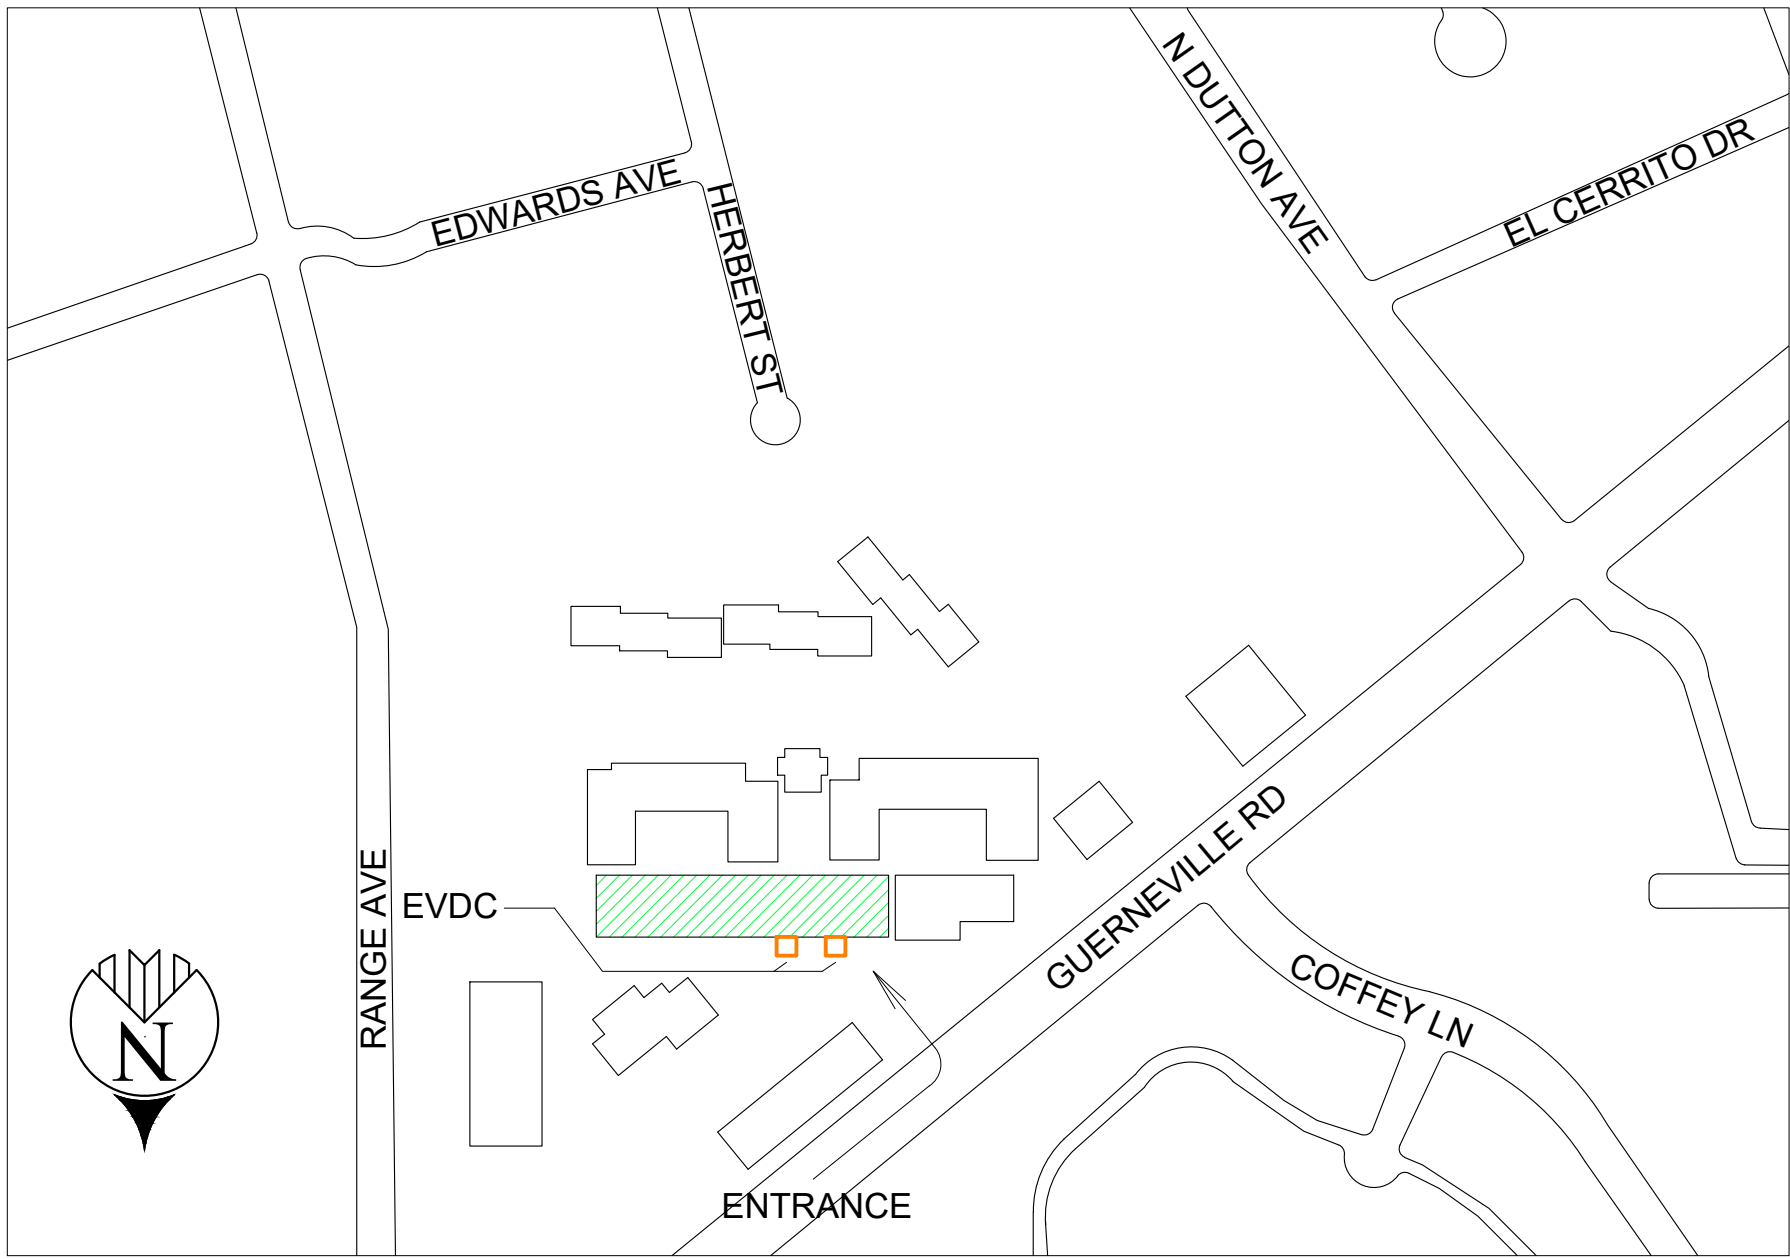 N DUTTON AVE
EL CERRITO DR
EDWARDS AVE
HERBERT ST
GUERNEVILLE RD
RANGE AVE
EVDC
COFFEY LN
N
ENTRANCE